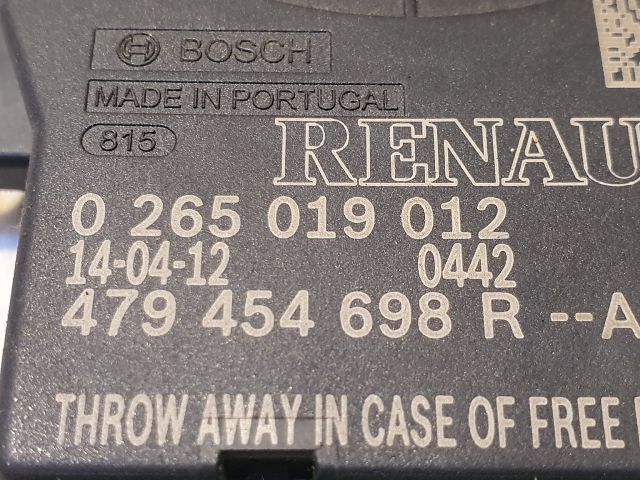 BOSCH
MADE IN PORTUGAL
815
RENAU
0 265 019 012
14-04-12 0442
479 454 698 R --A
THROW AWAY IN CASE OF FREE